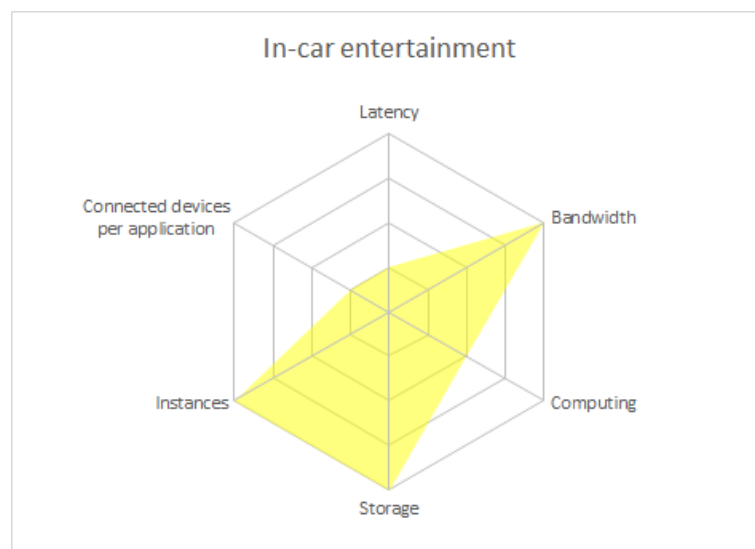 In-car entertainment
Latency
Connected devices
per application
Bandwidth
Instances
Computing
Storage